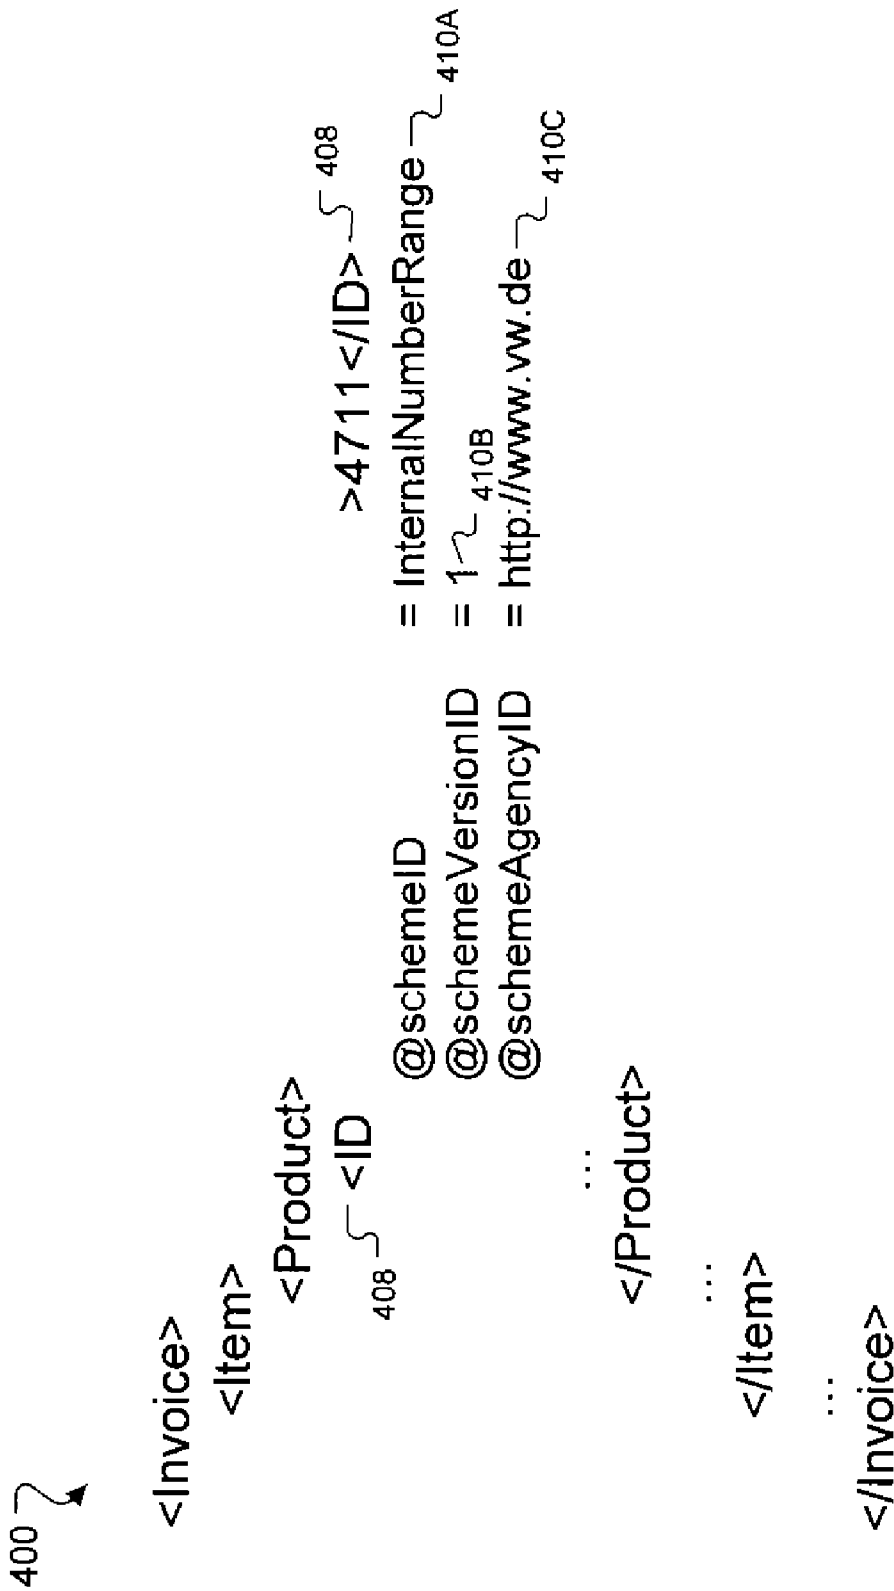 400
<Invoice>
<Item>
<Product>
408 <ID >4711</ID> 408
@schemeID = InternalNumberRange 410A
@schemeVersionID = 1 410B
@schemeAgencyID = http://www.vw.de 410C
...
</Product>
...
</Item>
...
</Invoice>